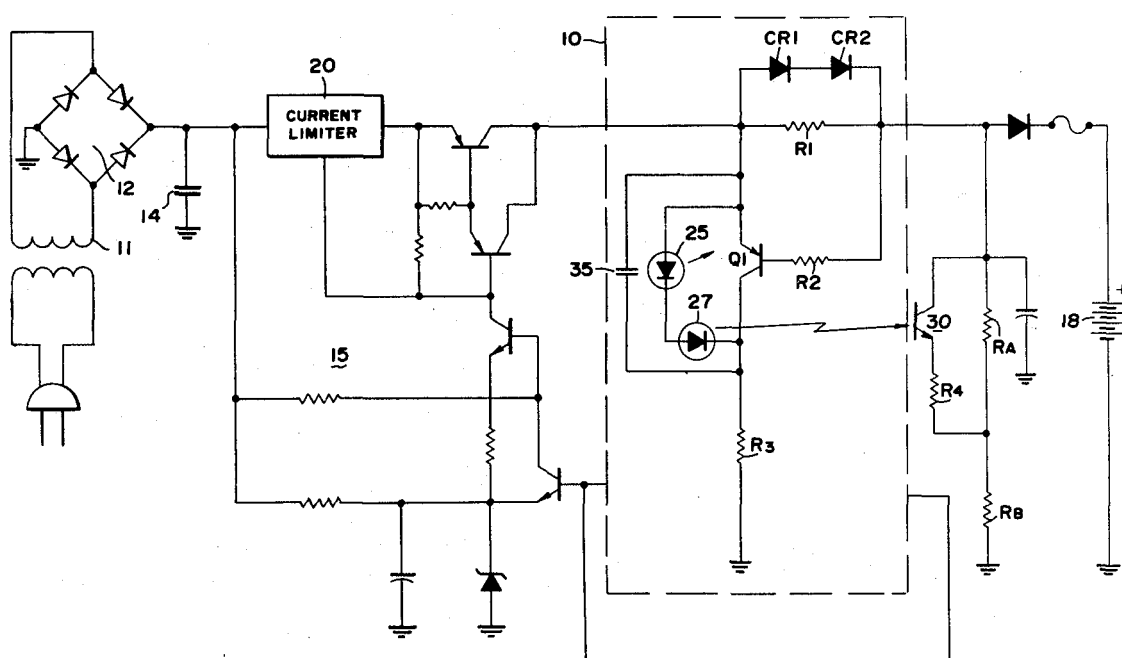 10
CR1
CR2
20
CURRENT
LIMITER
R1
12
14
11
25
35
Q1
R2
27
30
RA
18
+
15
R4
R3
RB